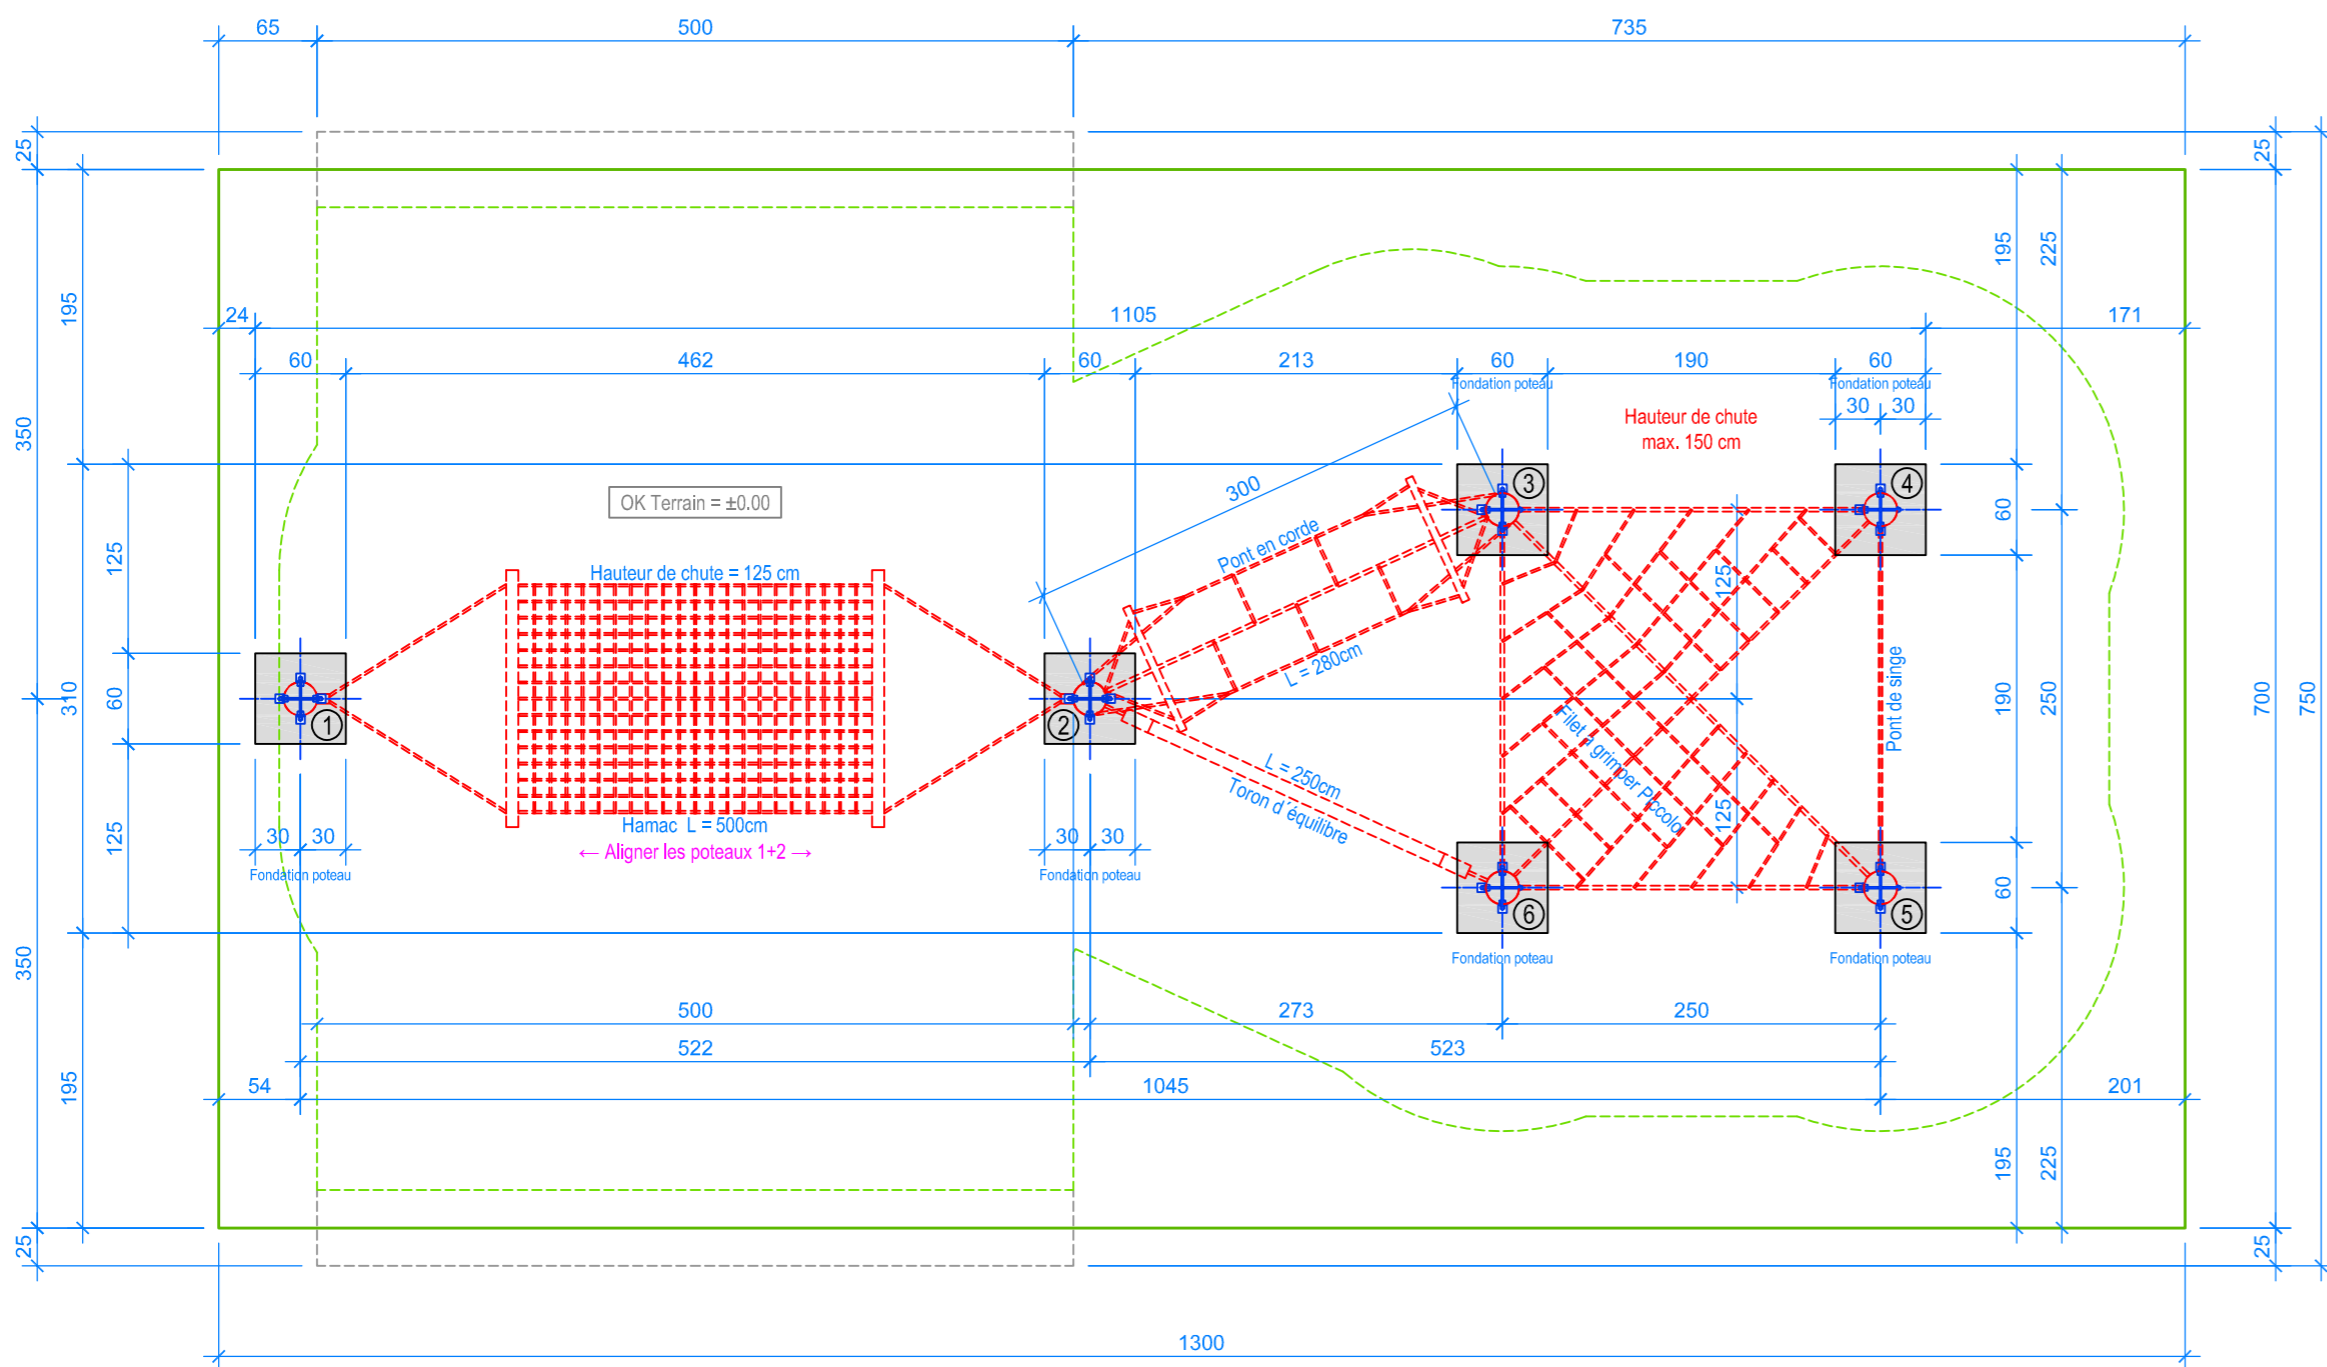 65 500 735
25 25
195 350 195 225
24 1105 171
60 462 60 213 60 190 60
Fondation poteau Fondation poteau
30 30
Hauteur de chute
max. 150 cm
300
③ ④
OK Terrain = ±0.00
Pont en corde
60
125 125
Hauteur de chute = 125 cm
L = 280cm
Pont de singe
310 60 190 250 700 750
① ②
Filet à grimper Piccolo
L = 250cm
Toron d´équilibre
125 125
Hamac L = 500cm
← Aligner les poteaux 1+2 →
30 30 30 30
Fondation poteau Fondation poteau
60
⑥ ⑤
Fondation poteau Fondation poteau
350
500 273 250
522 523
54 1045 201
195 195 225
25 25
1300